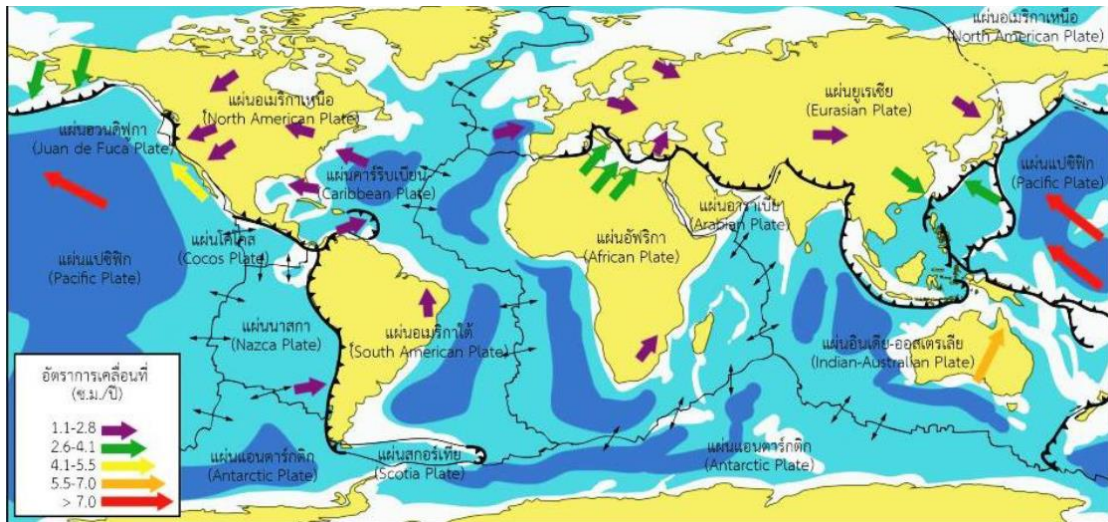 แผ่นอเมริกาเหนือ
(North American Plate)
แผ่นอเมริกาเหนือ
(North American Plate)
แผ่นยูเรเซีย
(Eurasian Plate)
แผ่นฮวนดิฟูกา
(Juan de Fuca Plate)
แผ่นแปซิฟิก
(Pacific Plate)
แผ่นคาร์ริบเบียน
(Caribbean Plate)
แผ่นอาราเบีย
(Arabian Plate)
แผ่นโคโคส
(Cocos Plate)
แผ่นอัฟริกา
(African Plate)
แผ่นแปซิฟิก
(Pacific Plate)
แผ่นนาสกา
(Nazca Plate)
แผ่นอเมริกาใต้
(South American Plate)
แผ่นอินเดีย-ออสเตรเลีย
(Indian-Australian Plate)
อัตราการเคลื่อนที่
(ซ.ม./ปี)
1.1-2.8
2.6-4.1
4.1-5.5
5.5-7.0
> 7.0
แผ่นแอนตาร์กติก
(Antarctic Plate)
แผ่นสกอร์เทีย
(Scotia Plate)
แผ่นแอนตาร์กติก
(Antarctic Plate)